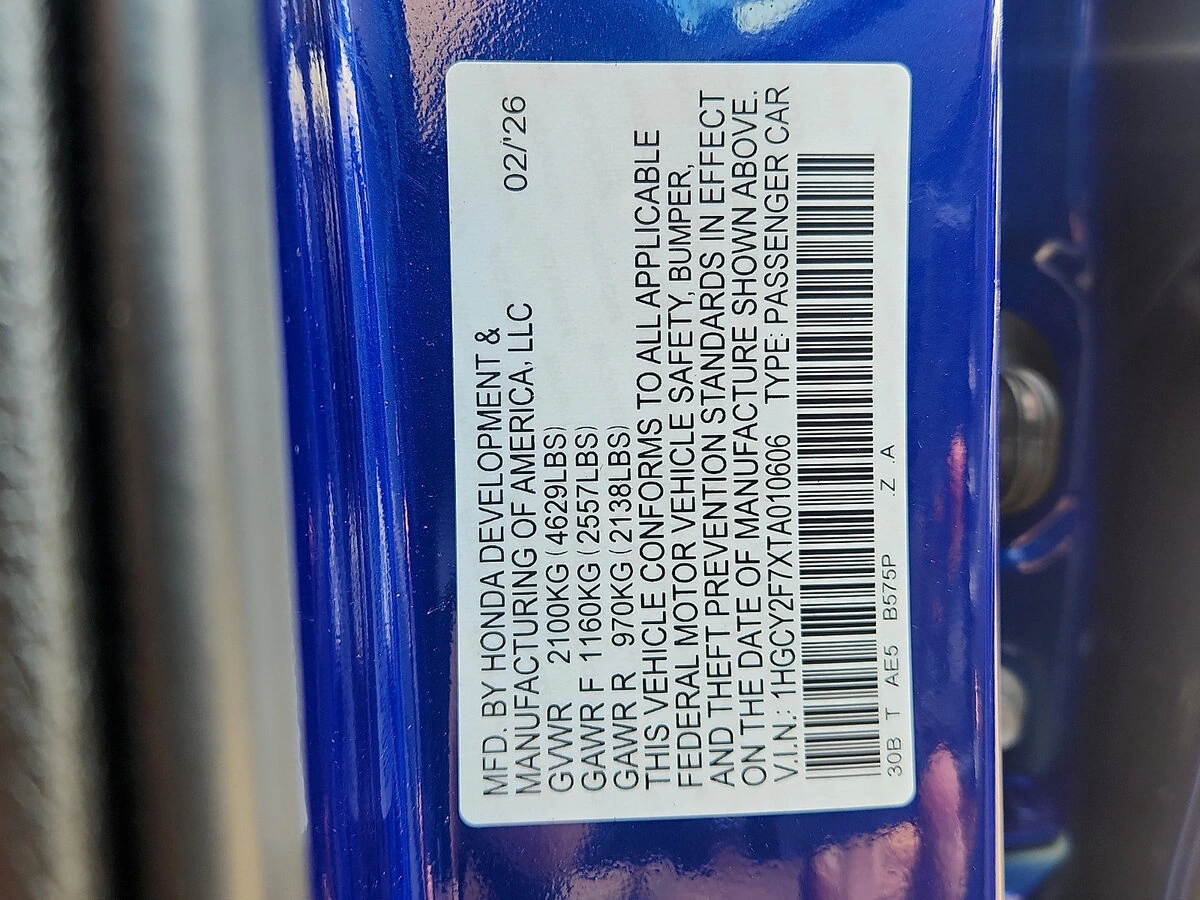 MFD. BY HONDA DEVELOPMENT &
MANUFACTURING OF AMERICA, LLC 02/'26
GVWR 2100KG (4629LBS)
GAWR F 1160KG (2557LBS)
GAWR R 970KG (2138LBS)
THIS VEHICLE CONFORMS TO ALL APPLICABLE
FEDERAL MOTOR VEHICLE SAFETY, BUMPER,
AND THEFT PREVENTION STANDARDS IN EFFECT
ON THE DATE OF MANUFACTURE SHOWN ABOVE.
V.I.N.: 1HGCY2F7XTA010606 TYPE: PASSENGER CAR
30B T AE5 B575P .Z .A